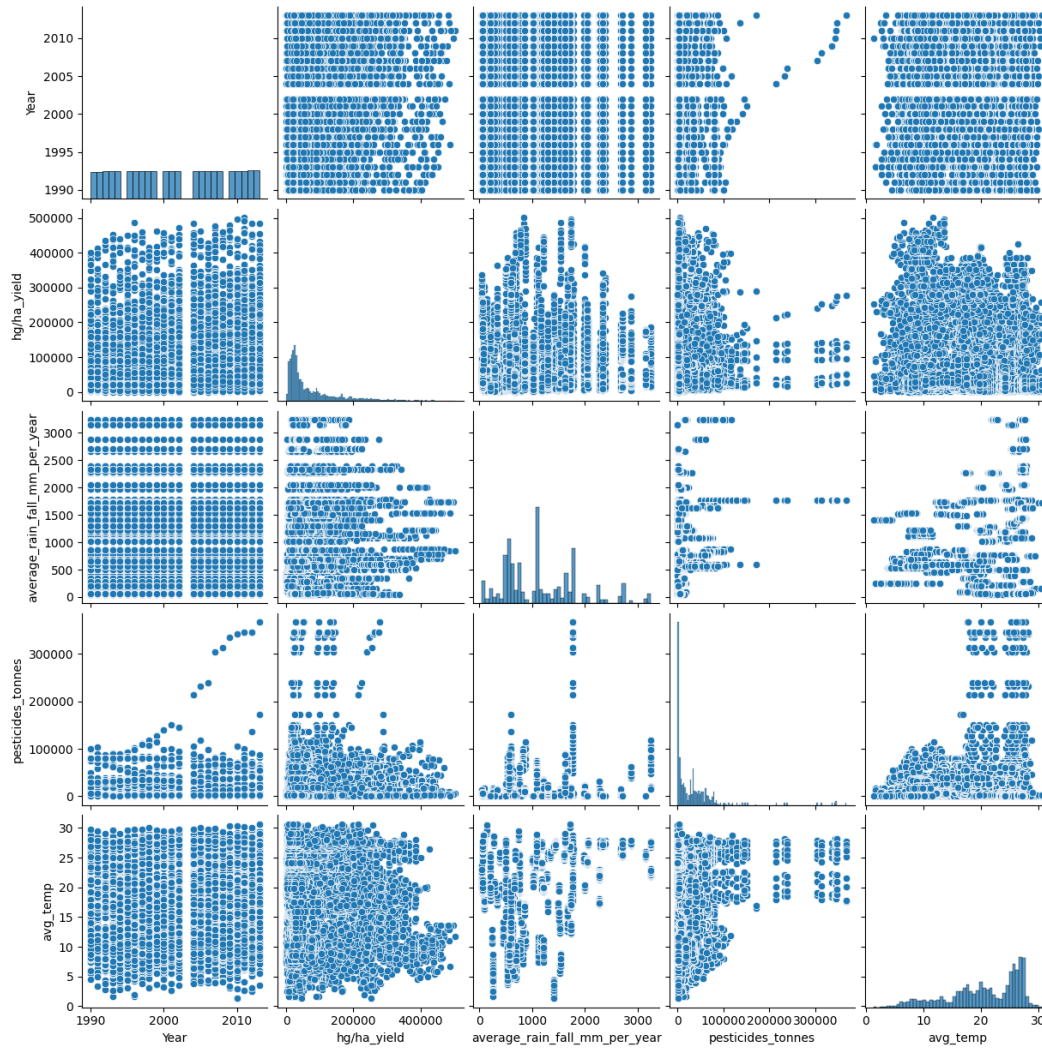 2010
2005
2000
1995
1990
Year
500000
400000
300000
200000
100000
0
hg/ha_yield
3000
2500
2000
1500
1000
500
0
average_rain_fall_mm_per_year
300000
200000
100000
0
pesticides_tonnes
30
25
20
15
10
5
0
avg_temp
1990 2000 2010
Year
0 200000 400000
hg/ha_yield
0 1000 2000 3000
average_rain_fall_mm_per_year
0 100000 200000 300000
pesticides_tonnes
0 10 20 30
avg_temp